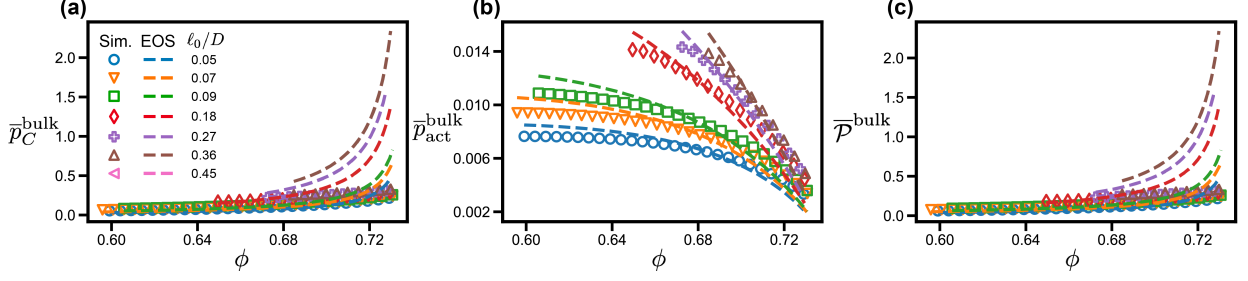 (a)
p̄_C^bulk
2.0
1.5
1.0
0.5
0.0
Sim. EOS ℓ₀/D
0.05
0.07
0.09
0.18
0.27
0.36
0.45
0.60 0.64 0.68 0.72
ϕ
(b)
p̄_act^bulk
0.014
0.010
0.006
0.002
0.60 0.64 0.68 0.72
ϕ
(c)
𝒫̄^bulk
2.0
1.5
1.0
0.5
0.0
0.60 0.64 0.68 0.72
ϕ